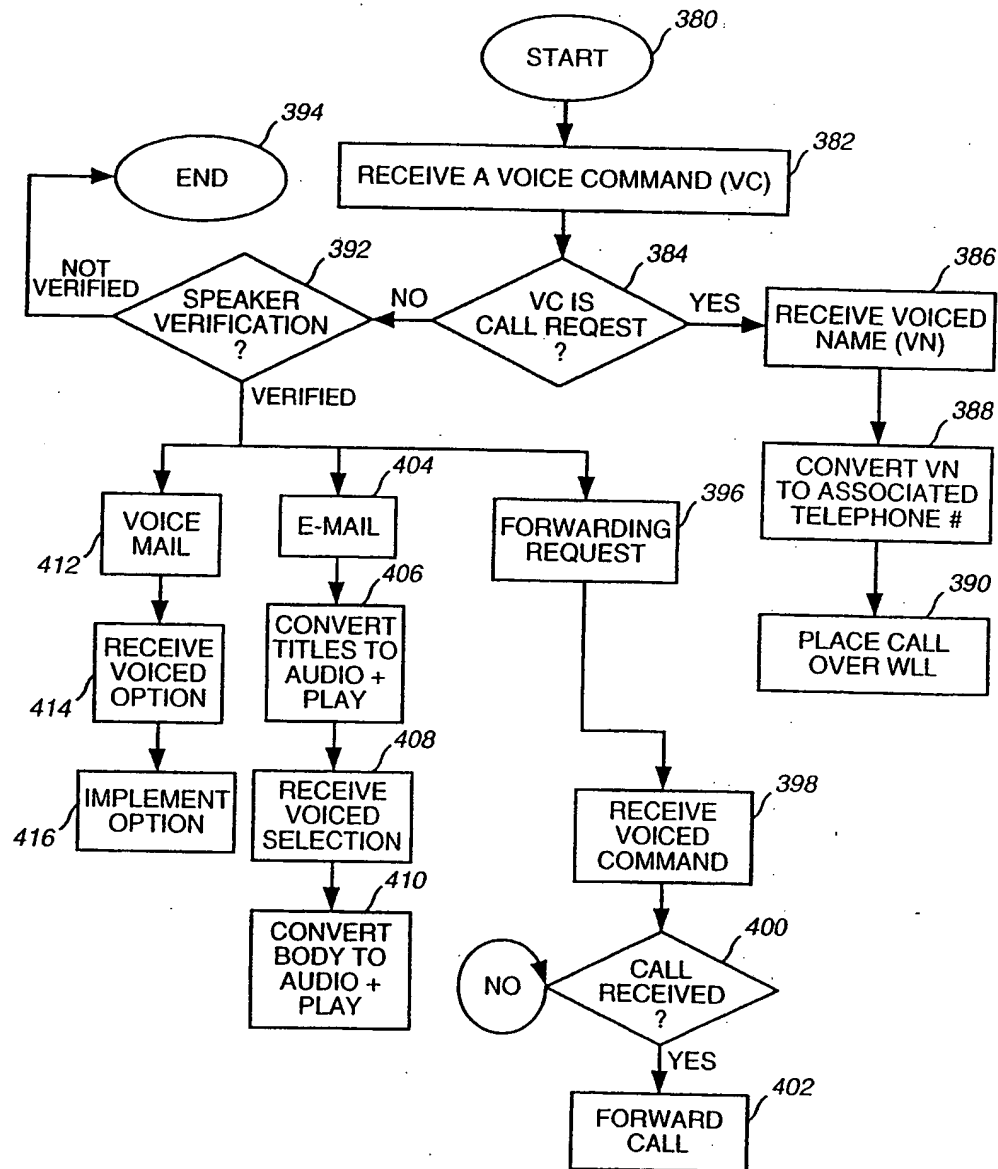 380
START
394
END
382
RECEIVE A VOICE COMMAND (VC)
392
384
386
NOT
VERIFIED
SPEAKER
VERIFICATION
?
NO
VC IS
CALL REQEST
?
YES
RECEIVE VOICED
NAME (VN)
VERIFIED
388
CONVERT VN
TO ASSOCIATED
TELEPHONE #
404
396
VOICE
MAIL
412
E-MAIL
FORWARDING
REQUEST
390
PLACE CALL
OVER WLL
406
CONVERT
TITLES TO
AUDIO +
PLAY
RECEIVE
VOICED
OPTION
414
408
RECEIVE
VOICED
SELECTION
398
RECEIVE
VOICED
COMMAND
IMPLEMENT
OPTION
416
410
CONVERT
BODY TO
AUDIO +
PLAY
400
NO
CALL
RECEIVED
?
YES
402
FORWARD
CALL